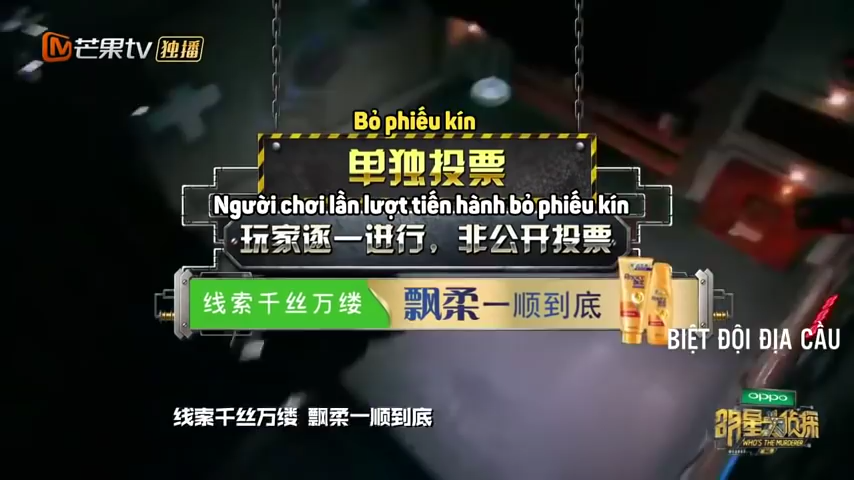 芒果tv 独播
Bỏ phiếu kín
单独投票
Người chơi lần lượt tiến hành bỏ phiếu kín
玩家逐一进行，非公开投票
线索千丝万缕 飘柔一顺到底
BIỆT ĐỘI ĐỊA CẦU
线索千丝万缕 飘柔一顺到底
oppo
明星大侦探
WHO'S THE MURDERER